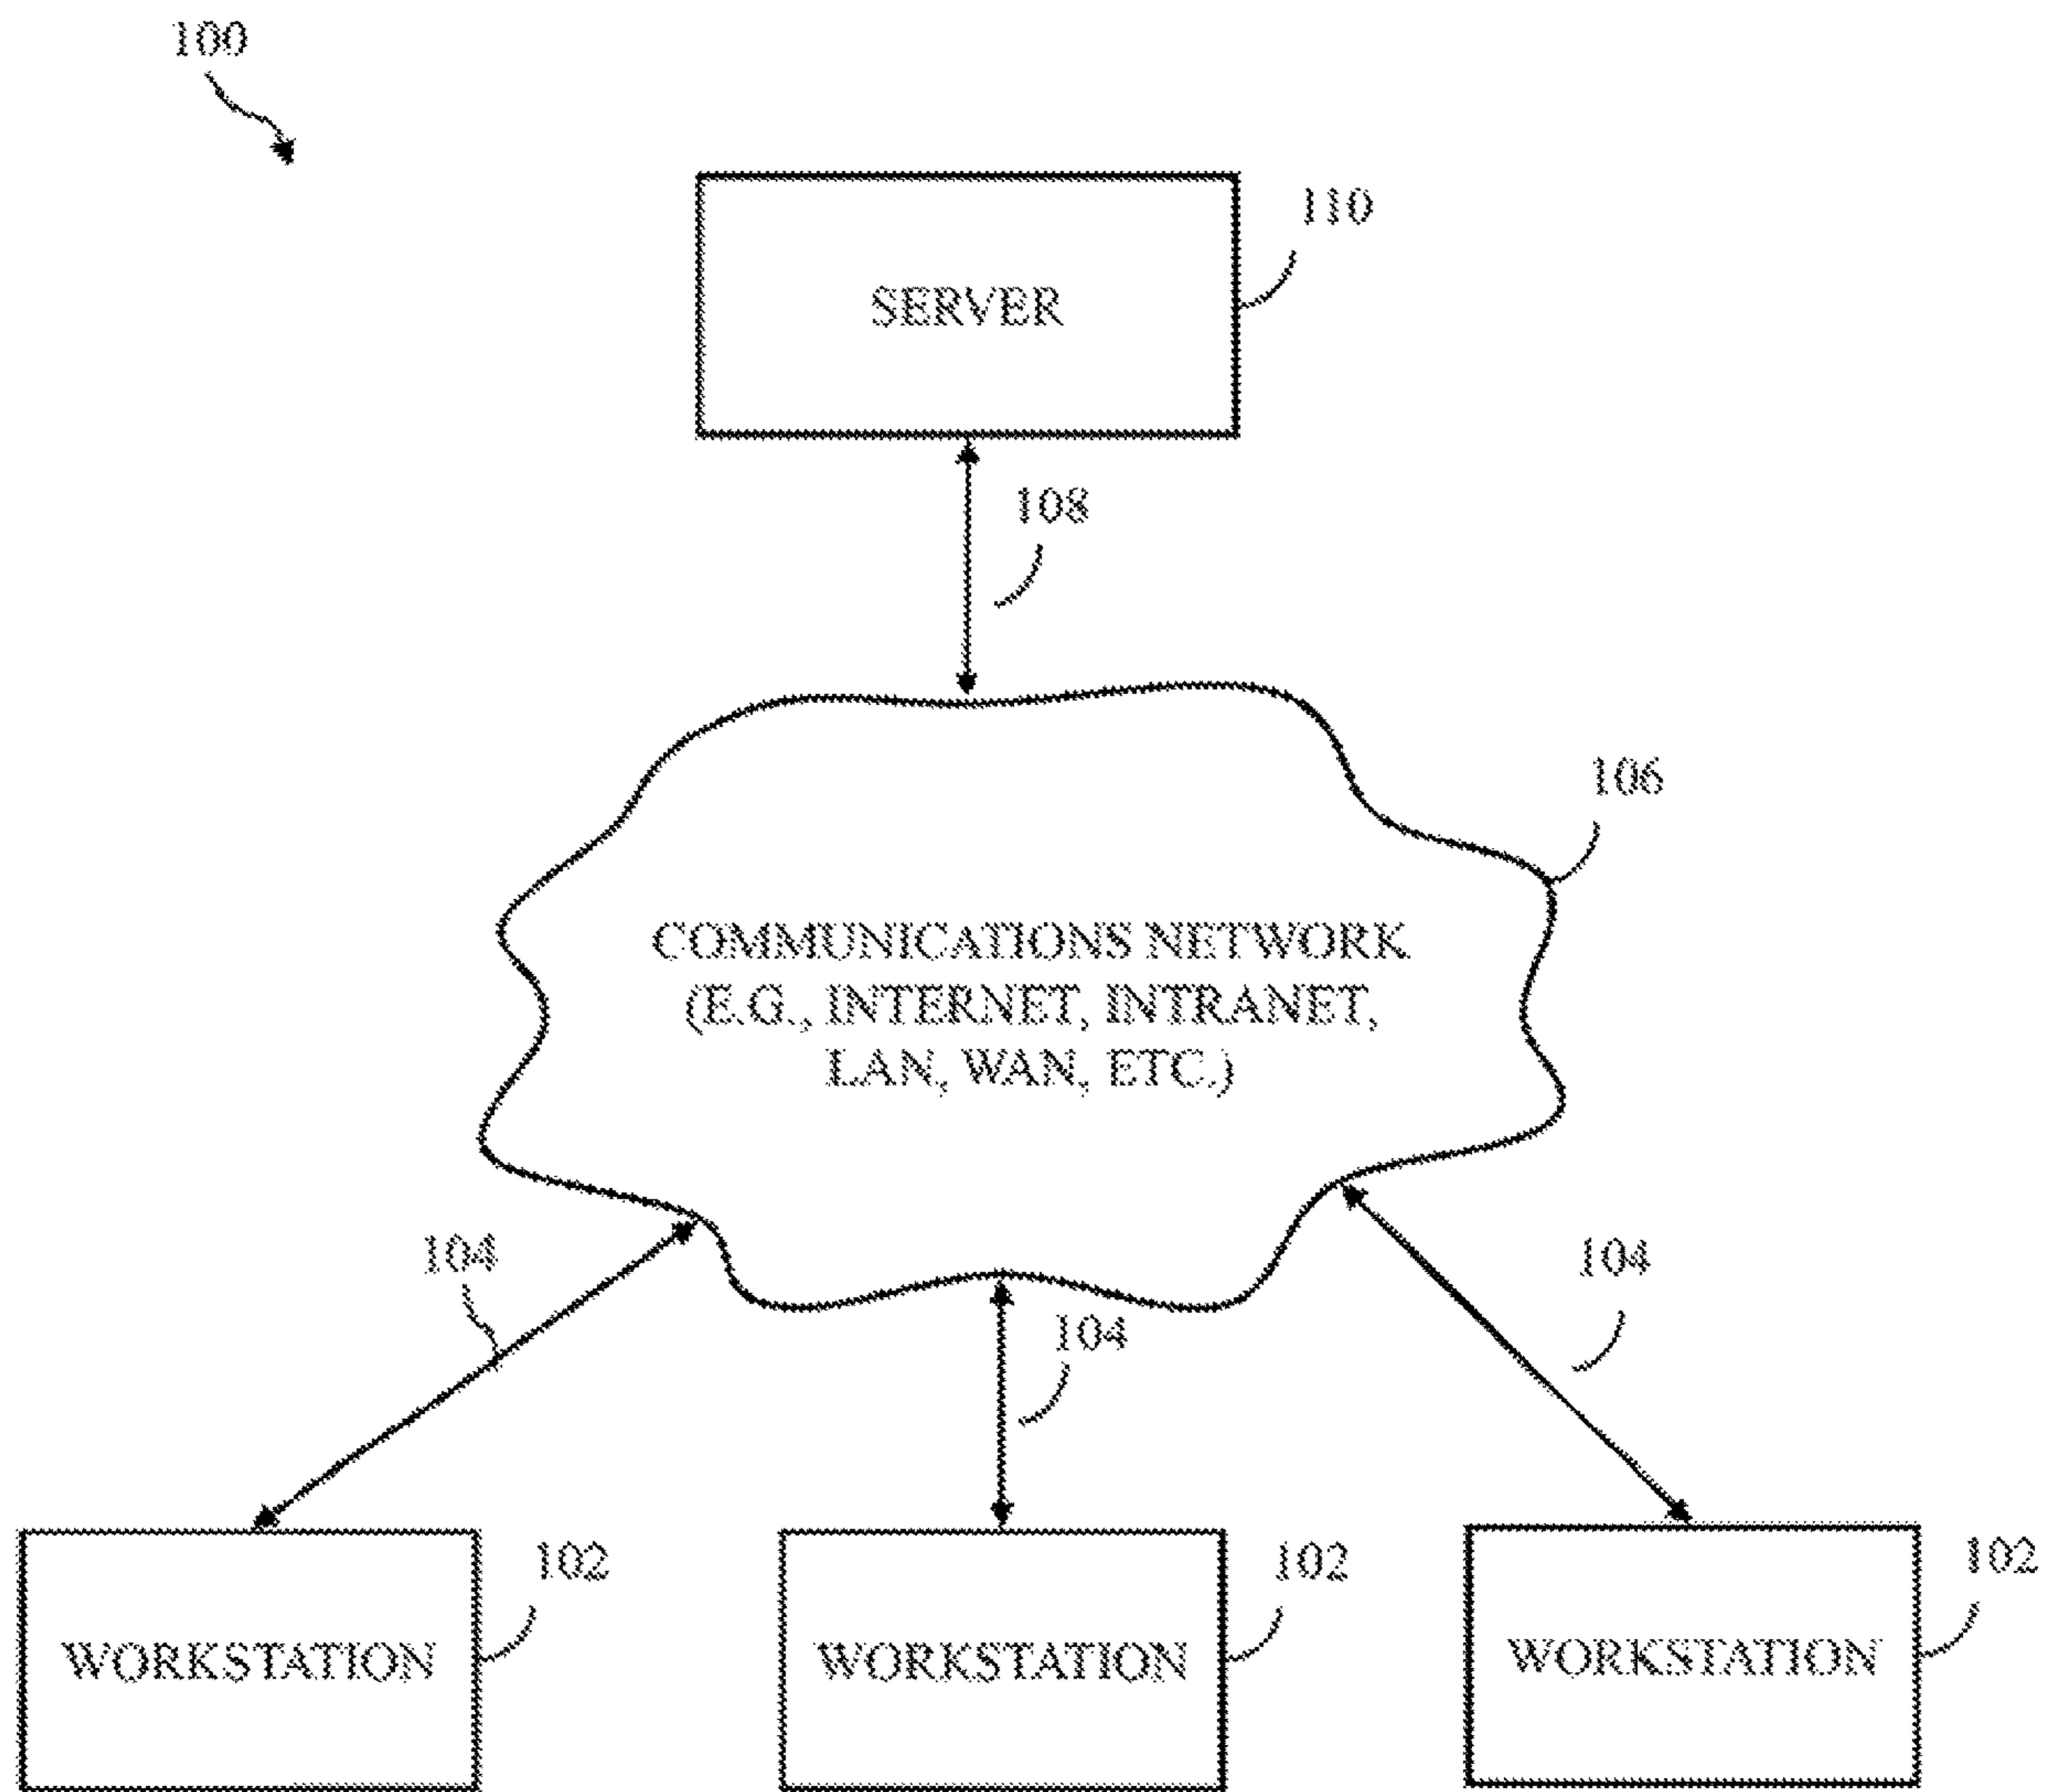 100
110
SERVER
108
106
COMMUNICATIONS NETWORK
(E.G., INTERNET, INTRANET,
LAN, WAN, ETC.)
104
104
104
102
102
102
WORKSTATION
WORKSTATION
WORKSTATION